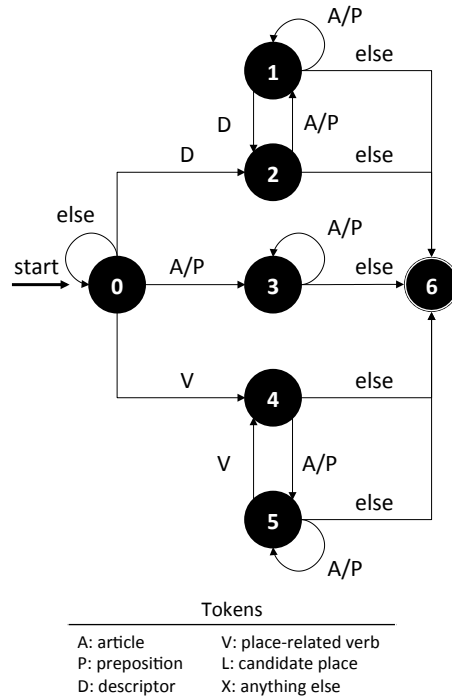 A/P
1
else
D
A/P
D
2
else
else
A/P
start
0
A/P
3
else
6
V
4
else
V
A/P
5
else
A/P
Tokens
A: article V: place-related verb
P: preposition L: candidate place
D: descriptor X: anything else